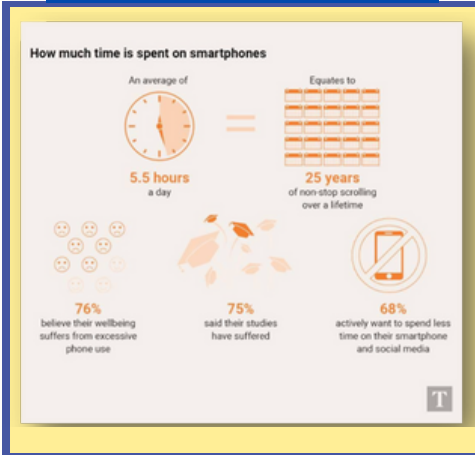 How much time is spent on smartphones
An average of
Equates to
5.5 hours
a day
25 years
of non-stop scrolling
over a lifetime
76%
believe their wellbeing
suffers from excessive
phone use
75%
said their studies
have suffered
68%
actively want to spend less
time on their smartphone
and social media
T